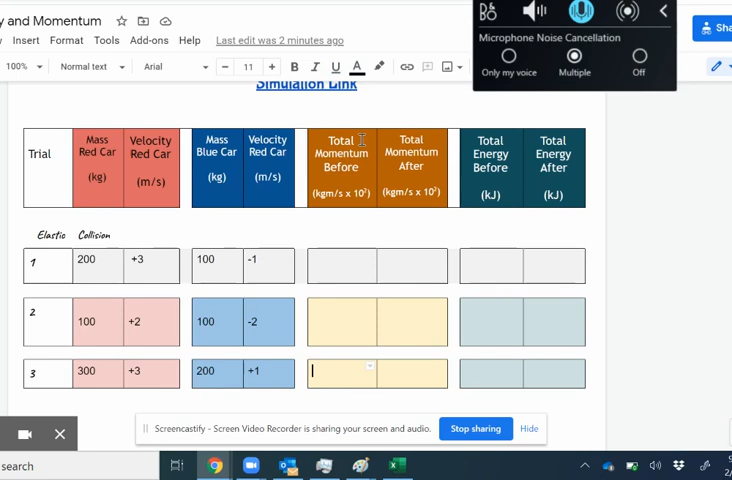 y and Momentum
Insert Format Tools Add-ons Help Last edit was 2 minutes ago
Sha
100% Normal text Arial 11 B I U A
Microphone Noise Cancellation
Only my voice Multiple Off
Simulation Link
Trial Mass Red Car (kg) Velocity Red Car (m/s) Mass Blue Car (kg) Velocity Red Car (m/s) Total Momentum Before (kgm/s x 10²) Total Momentum After (kgm/s x 10²) Total Energy Before (kJ) Total Energy After (kJ)
Elastic Collision
1 200 +3 100 -1
2 100 +2 100 -2
3 300 +3 200 +1
Screencastify - Screen Video Recorder is sharing your screen and audio. Stop sharing Hide
search
9
2/